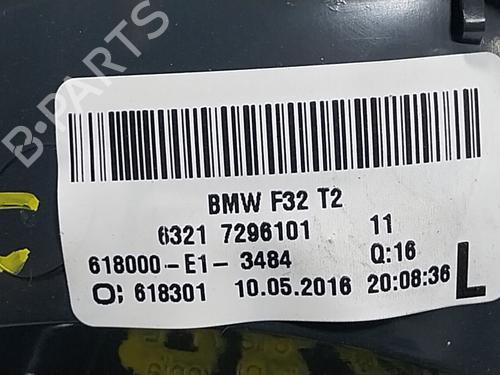 B-PARTS
BMW F32 T2
6321 7296101 11
618000-E1-3484 Q:16
O; 618301 10.05.2016 20:08:36 L